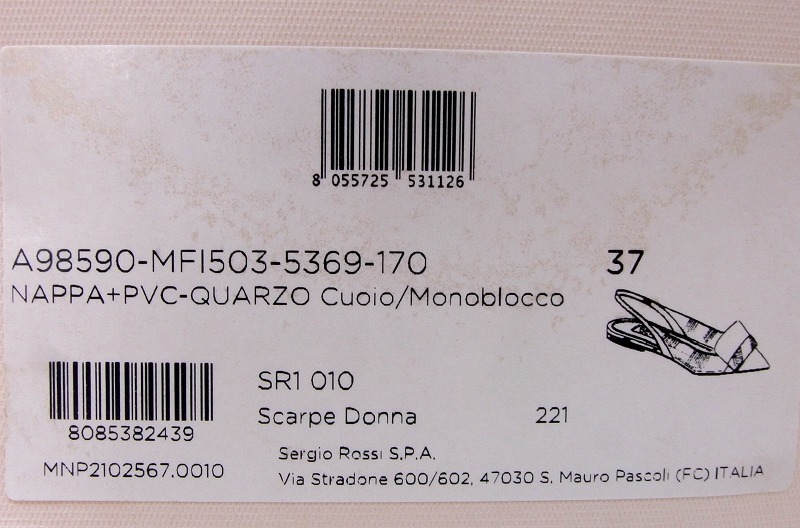 8 055725 531126
A98590-MFI503-5369-170 37
NAPPA+PVC-QUARZO Cuoio/Monoblocco
SR1 010
8085382439
Scarpe Donna 221
MNP2102567.0010
Sergio Rossi S.P.A.
Via Stradone 600/602, 47030 S. Mauro Pascoli (FC) ITALIA